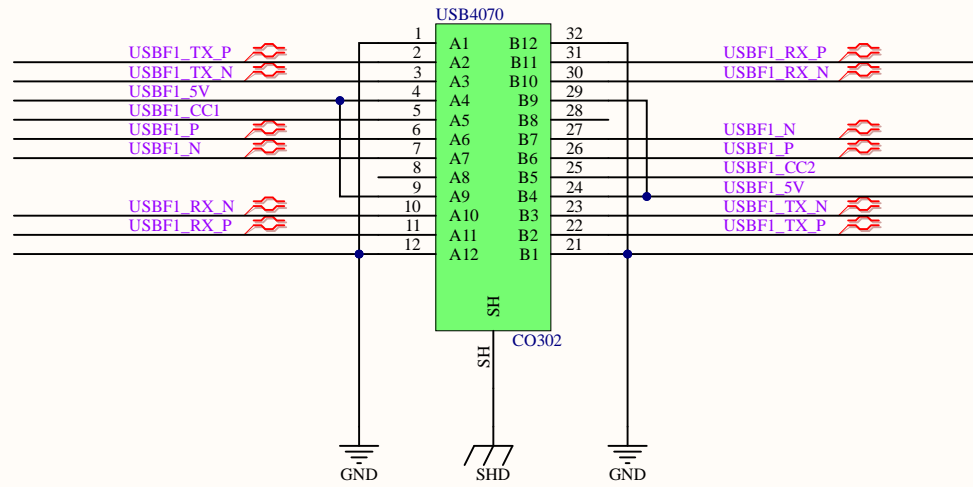 USB4070
1 A1 B12 32
USBF1_TX_P 2 A2 B11 31 USBF1_RX_P
USBF1_TX_N 3 A3 B10 30 USBF1_RX_N
USBF1_5V 4 A4 B9 29
USBF1_CC1 5 A5 B8 28
USBF1_P 6 A6 B7 27 USBF1_N
USBF1_N 7 A7 B6 26 USBF1_P
8 A8 B5 25 USBF1_CC2
9 A9 B4 24 USBF1_5V
USBF1_RX_N 10 A10 B3 23 USBF1_TX_N
USBF1_RX_P 11 A11 B2 22 USBF1_TX_P
12 A12 B1 21
SH
CO302
SH
GND SHD GND